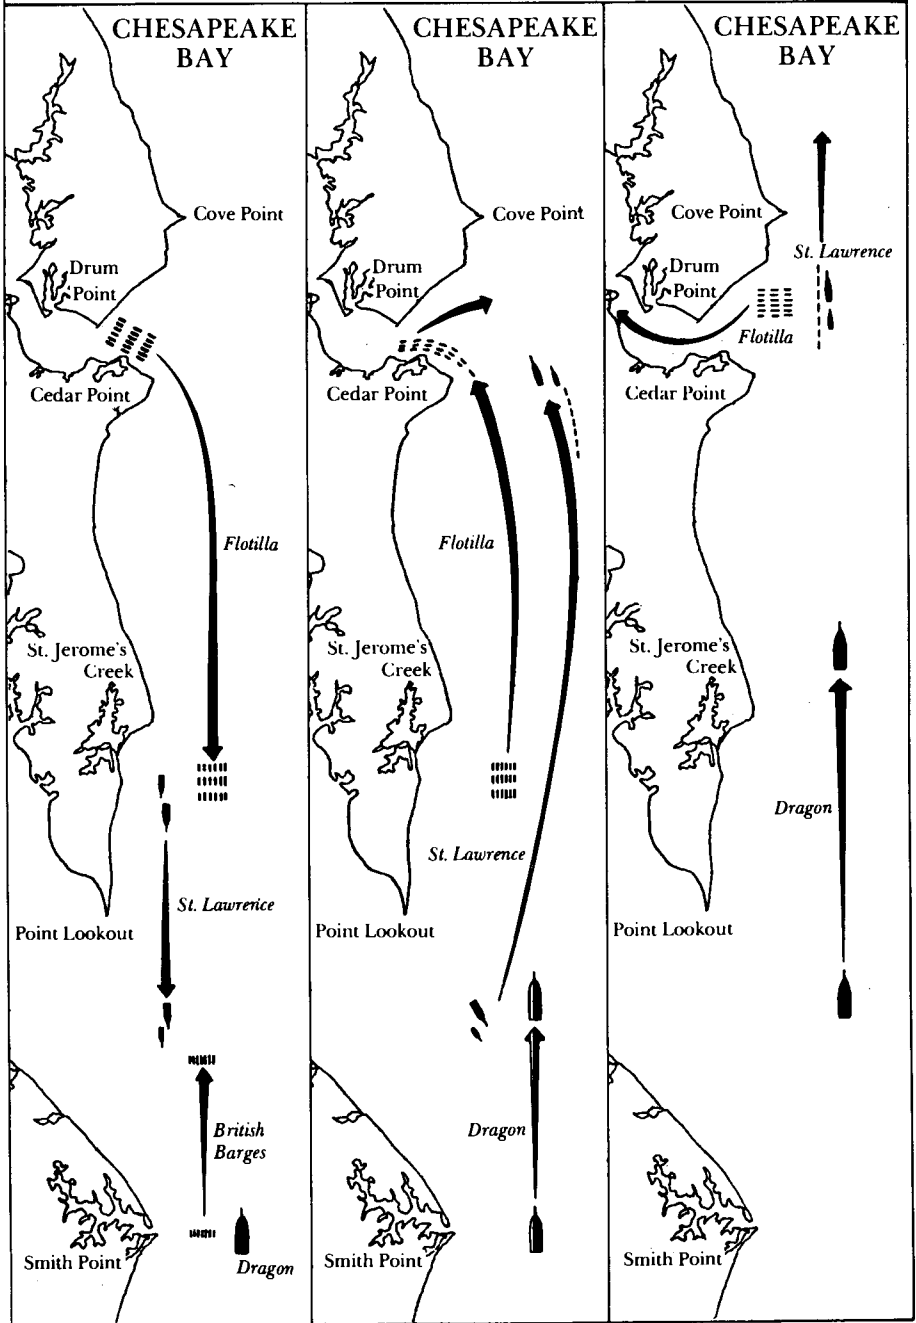 CHESAPEAKE
BAY
Cove Point
Drum
Point
Cedar Point
Flotilla
St. Jerome's
Creek
St. Lawrence
Point Lookout
British
Barges
Smith Point
Dragon
CHESAPEAKE
BAY
Cove Point
Drum
Point
Cedar Point
Flotilla
St. Jerome's
Creek
St. Lawrence
Point Lookout
Dragon
Smith Point
CHESAPEAKE
BAY
Cove Point
St. Lawrence
Drum
Point
Flotilla
Cedar Point
St. Jerome's
Creek
Dragon
Point Lookout
Smith Point